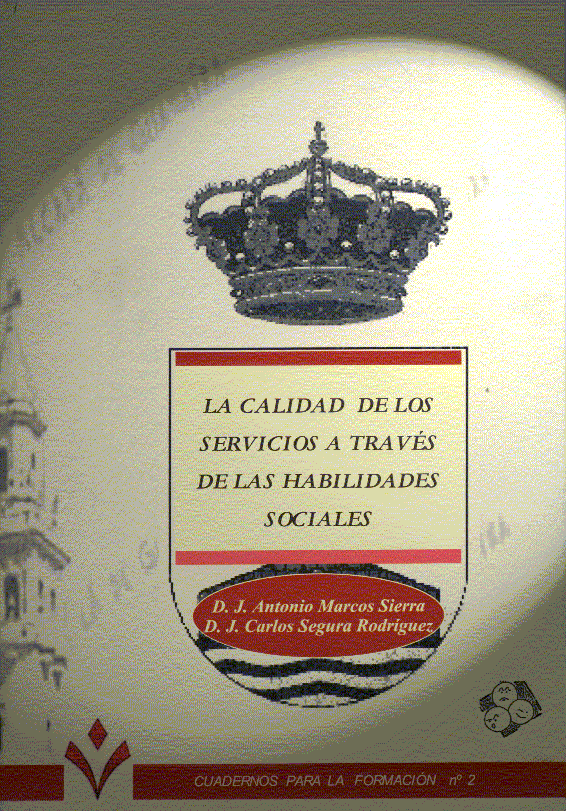 LA CALIDAD DE LOS
SERVICIOS A TRAVÉS
DE LAS HABILIDADES
SOCIALES
D. J. Antonio Marcos Sierra
D. J. Carlos Segura Rodríguez
CUADERNOS PARA LA FORMACIÓN nº 2